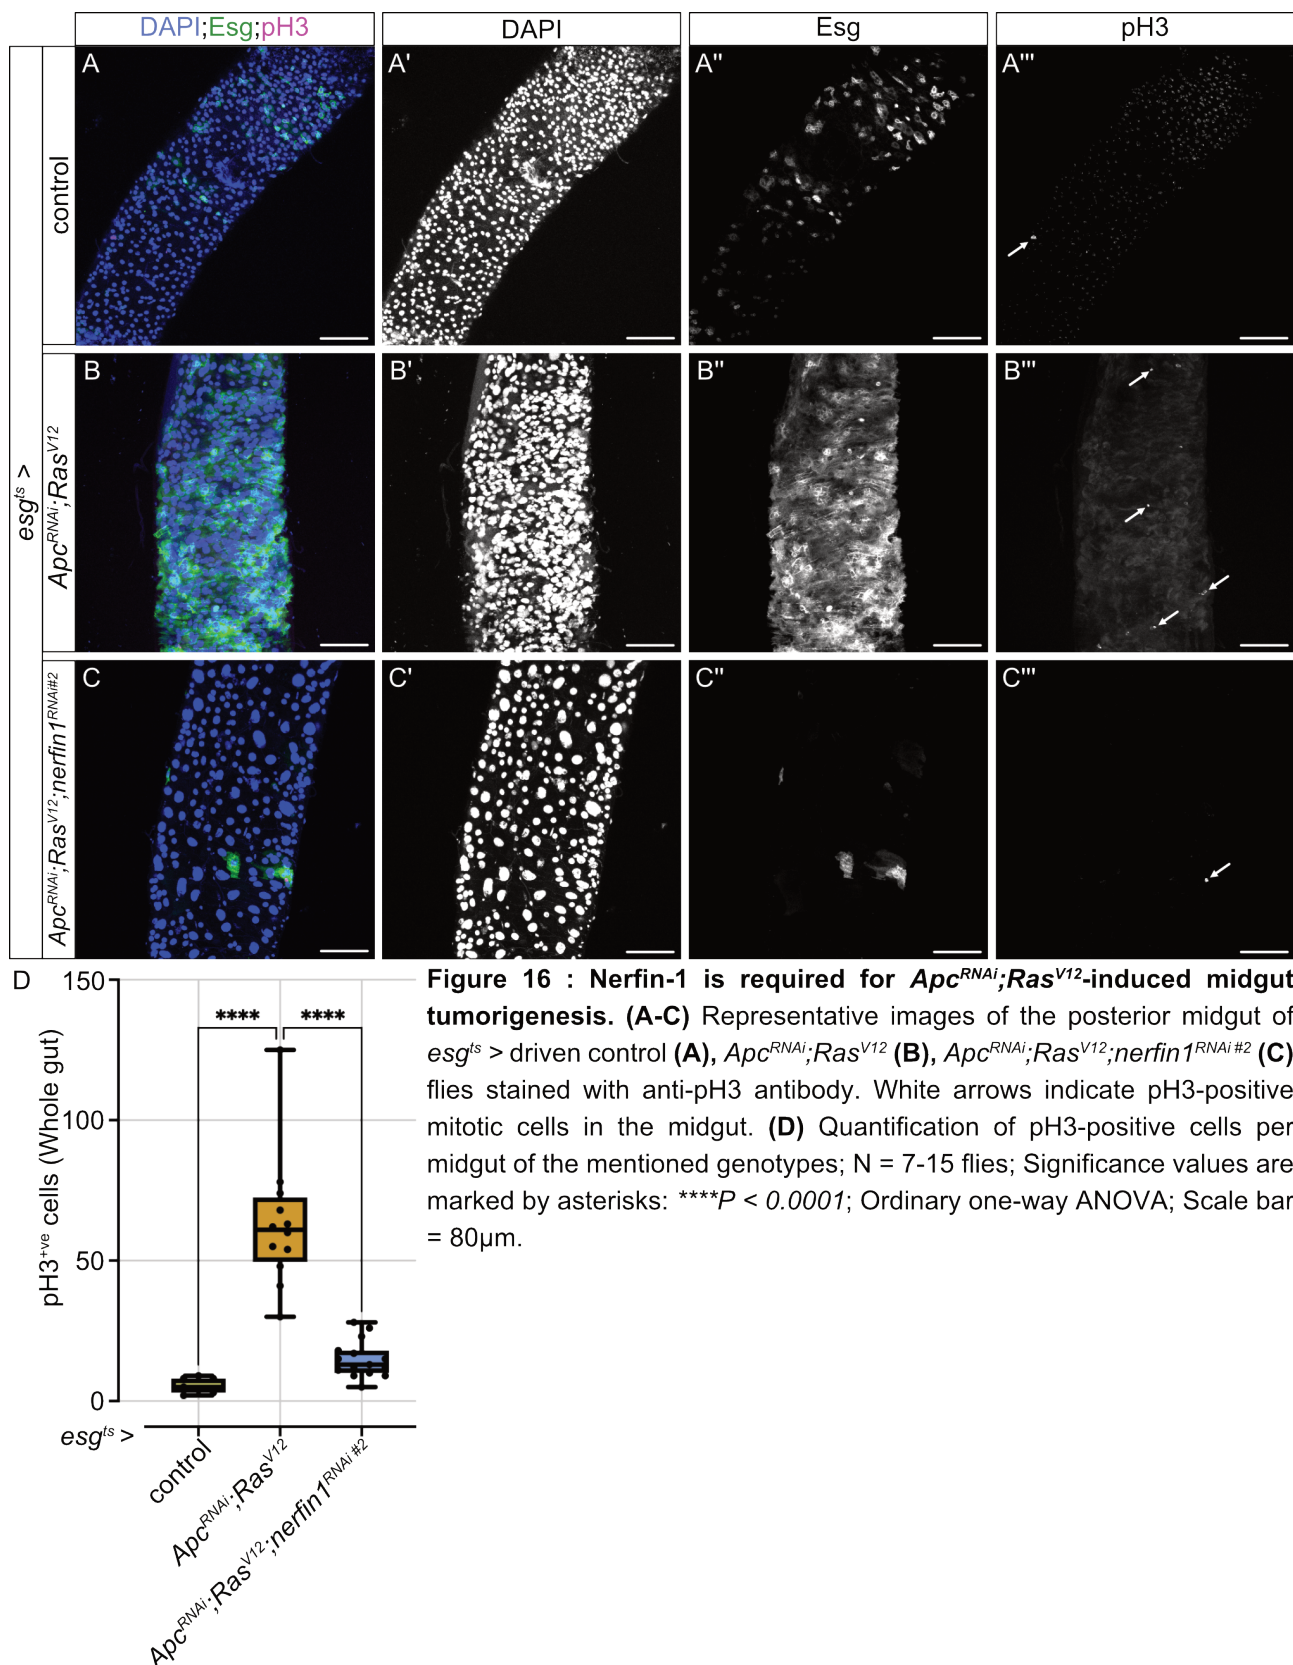 DAPI;Esg;pH3 DAPI Esg pH3
esgᵗˢ >
control
A A' A'' A'''
Apcᴿᴺᴬⁱ;Rasⱽ¹²
B B' B'' B'''
Apcᴿᴺᴬⁱ;Rasⱽ¹²;nerfin1ᴿᴺᴬⁱ#²
C C' C'' C'''
D
pH3⁺ᵛᵉ cells (Whole gut)
150
100
50
0
**** ****
esgᵗˢ >
control
Apcᴿᴺᴬⁱ;Rasⱽ¹²
Apcᴿᴺᴬⁱ;Rasⱽ¹²;nerfin1ᴿᴺᴬⁱ #²
Figure 16 : Nerfin-1 is required for Apcᴿᴺᴬⁱ;Rasⱽ¹²-induced midgut
tumorigenesis. (A-C) Representative images of the posterior midgut of
esgᵗˢ > driven control (A), Apcᴿᴺᴬⁱ;Rasⱽ¹² (B), Apcᴿᴺᴬⁱ;Rasⱽ¹²;nerfin1ᴿᴺᴬⁱ #² (C)
flies stained with anti-pH3 antibody. White arrows indicate pH3-positive
mitotic cells in the midgut. (D) Quantification of pH3-positive cells per
midgut of the mentioned genotypes; N = 7-15 flies; Significance values are
marked by asterisks: ****P < 0.0001; Ordinary one-way ANOVA; Scale bar
= 80µm.